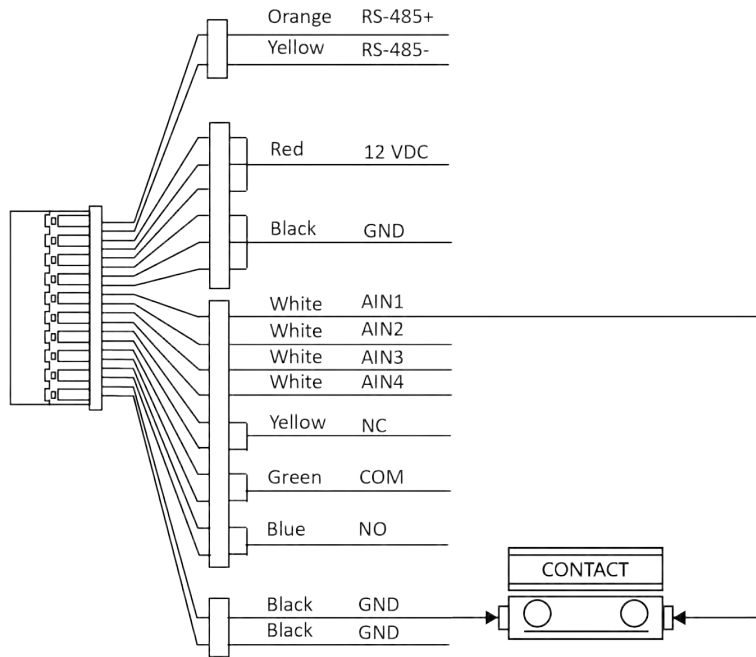 Orange RS-485+
Yellow RS-485-
Red 12 VDC
Black GND
White AIN1
White AIN2
White AIN3
White AIN4
Yellow NC
Green COM
Blue NO
CONTACT
Black GND
Black GND